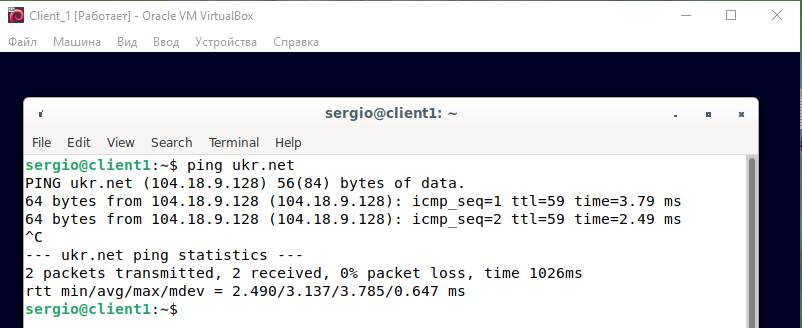 Client_1 [Работает] - Oracle VM VirtualBox
Файл Машина Вид Ввод Устройства Справка
sergio@client1: ~
File Edit View Search Terminal Help
sergio@client1:~$ ping ukr.net
PING ukr.net (104.18.9.128) 56(84) bytes of data.
64 bytes from 104.18.9.128 (104.18.9.128): icmp_seq=1 ttl=59 time=3.79 ms
64 bytes from 104.18.9.128 (104.18.9.128): icmp_seq=2 ttl=59 time=2.49 ms
^C
--- ukr.net ping statistics ---
2 packets transmitted, 2 received, 0% packet loss, time 1026ms
rtt min/avg/max/mdev = 2.490/3.137/3.785/0.647 ms
sergio@client1:~$